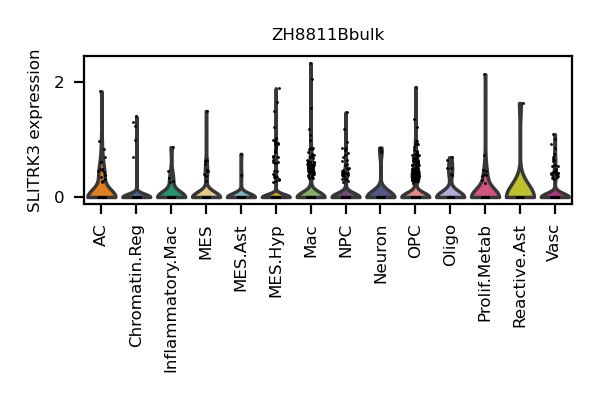 ZH8811Bbulk
SLITRK3 expression
2
0
AC
Chromatin.Reg
Inflammatory.Mac
MES
MES.Ast
MES.Hyp
Mac
NPC
Neuron
OPC
Oligo
Prolif.Metab
Reactive.Ast
Vasc